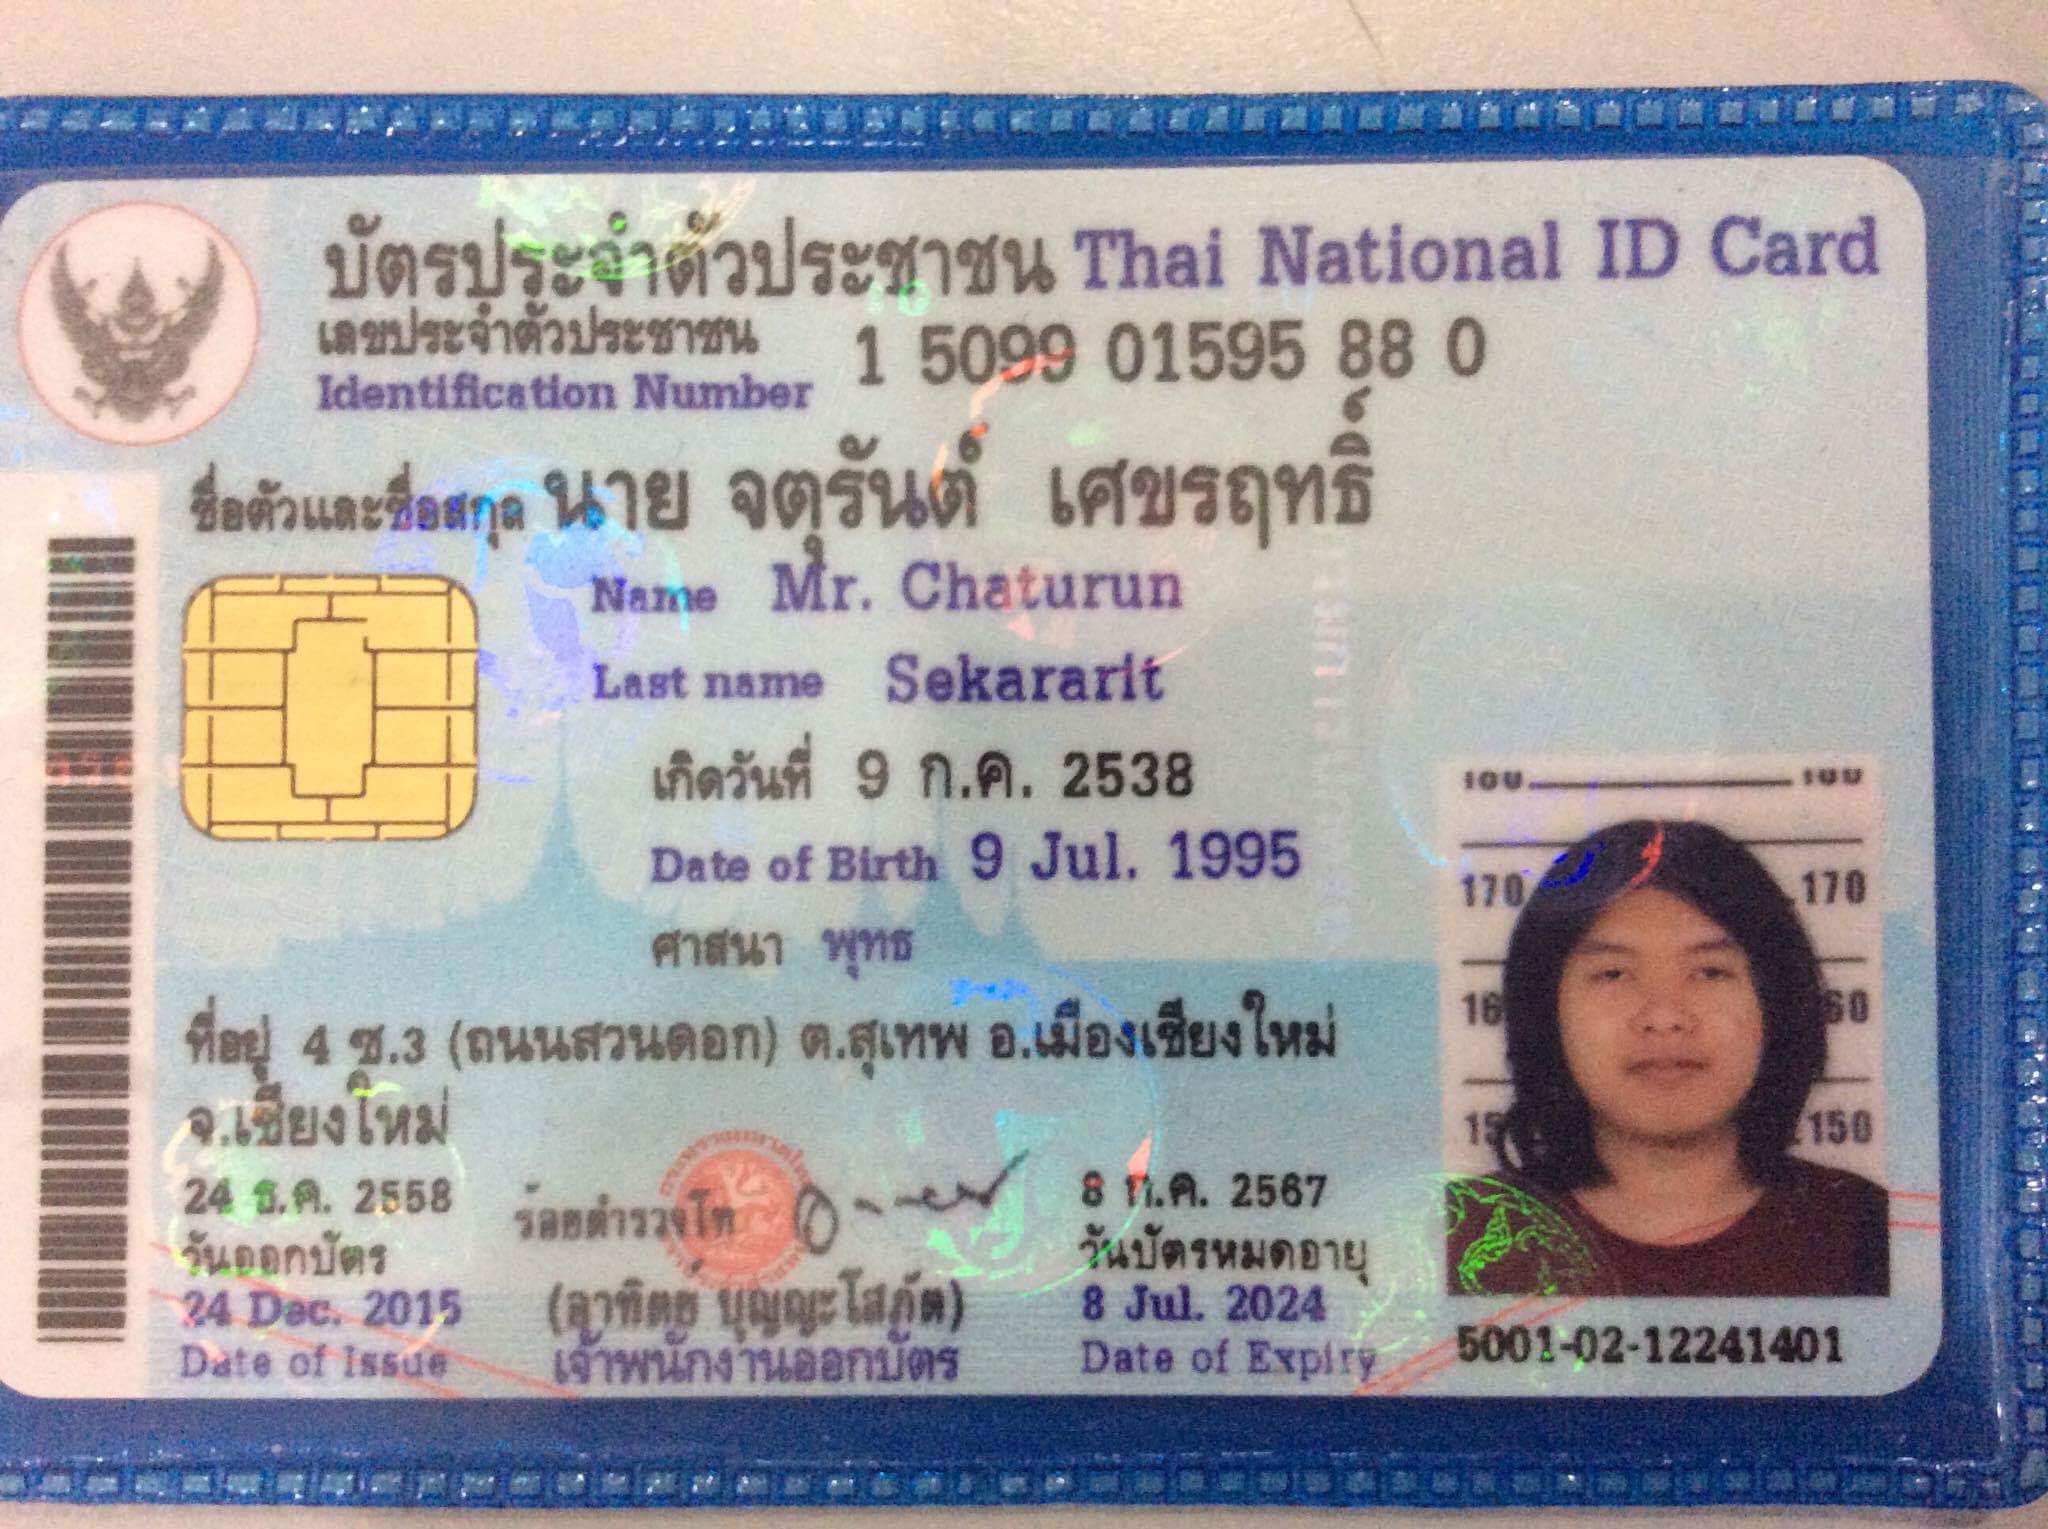 บัตรประจำตัวประชาชน Thai National ID Card
เลขประจำตัวประชาชน
Identification Number
1 5099 01595 88 0
ชื่อตัวและชื่อสกุล นาย จตุรันต์ เศขรฤทธิ์
Name Mr. Chaturun
Last name Sekararit
เกิดวันที่ 9 ก.ค. 2538
Date of Birth 9 Jul. 1995
ศาสนา พุทธ
ที่อยู่ 4 ซ.3 (ถนนสวนดอก) ต.สุเทพ อ.เมืองเชียงใหม่
จ.เชียงใหม่
24 ธ.ค. 2558
วันออกบัตร
24 Dec. 2015
Date of Issue
ร้อยตำรวจโท
(อาทิตย์ บุญญะโสภัต)
เจ้าพนักงานออกบัตร
8 ก.ค. 2567
วันบัตรหมดอายุ
8 Jul. 2024
Date of Expiry
170 170
150
5001-02-12241401